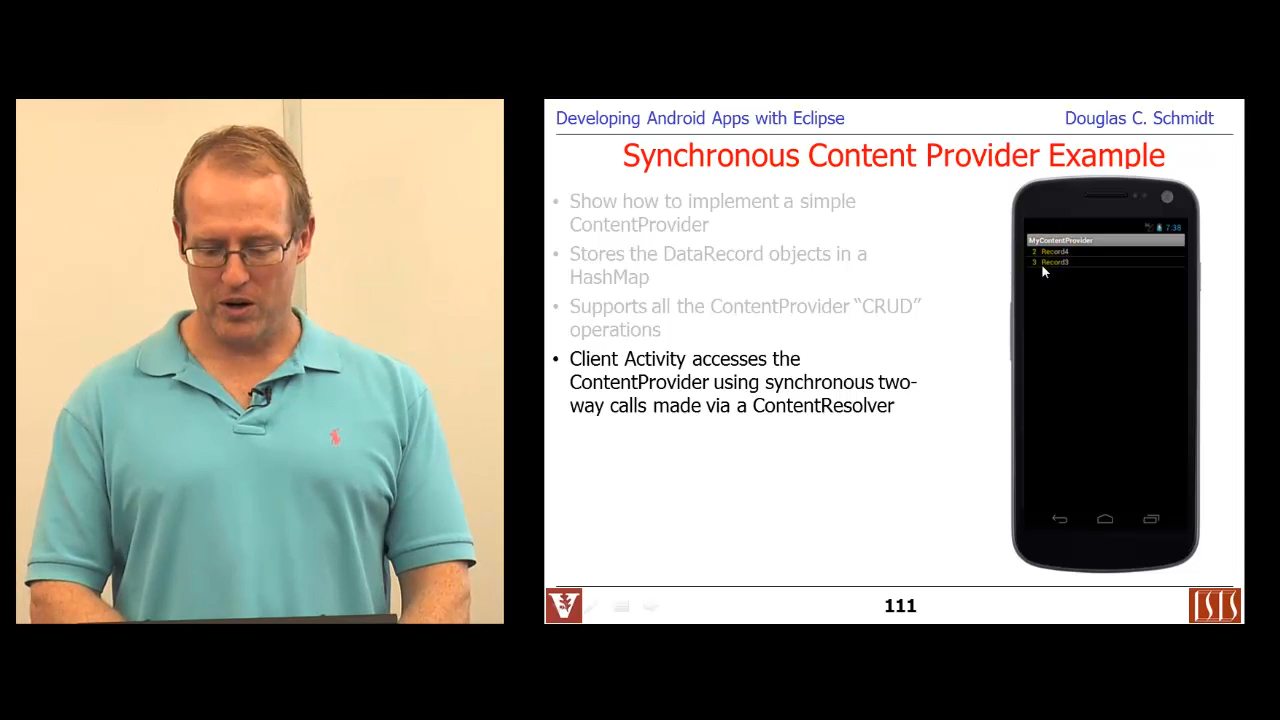 Developing Android Apps with Eclipse
Douglas C. Schmidt
Synchronous Content Provider Example
• Show how to implement a simple
ContentProvider
• Stores the DataRecord objects in a
HashMap
• Supports all the ContentProvider “CRUD”
operations
• Client Activity accesses the
ContentProvider using synchronous two-
way calls made via a ContentResolver
7:38
MyContentProvider
2 Record4
3 Record3
V
111
ISIS